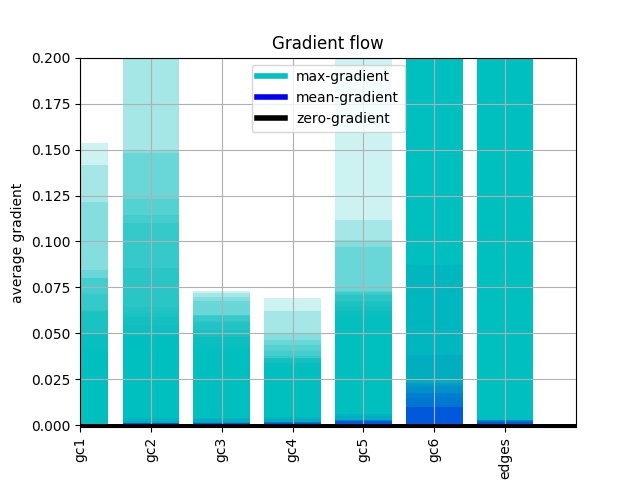 Gradient flow
max-gradient
mean-gradient
zero-gradient
average gradient
0.200
0.175
0.150
0.125
0.100
0.075
0.050
0.025
0.000
gc1
gc2
gc3
gc4
gc5
gc6
edges